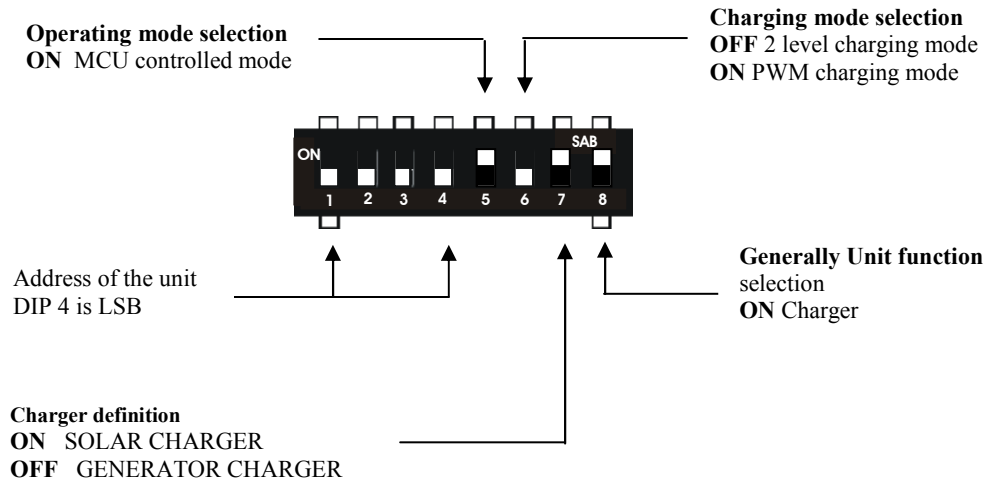 Operating mode selection
ON MCU controlled mode
Charging mode selection
OFF 2 level charging mode
ON PWM charging mode
SAB
ON
1 2 3 4 5 6 7 8
Address of the unit
DIP 4 is LSB
Generally Unit function
selection
ON Charger
Charger definition
ON SOLAR CHARGER
OFF GENERATOR CHARGER